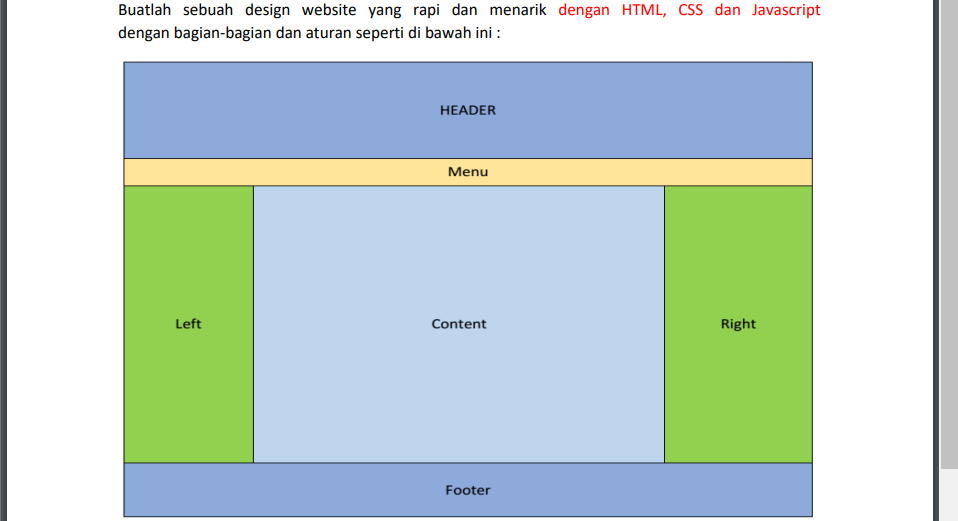 Buatlah sebuah design website yang rapi dan menarik dengan HTML, CSS dan Javascript
dengan bagian-bagian dan aturan seperti di bawah ini :
HEADER
Menu
Left
Content
Right
Footer